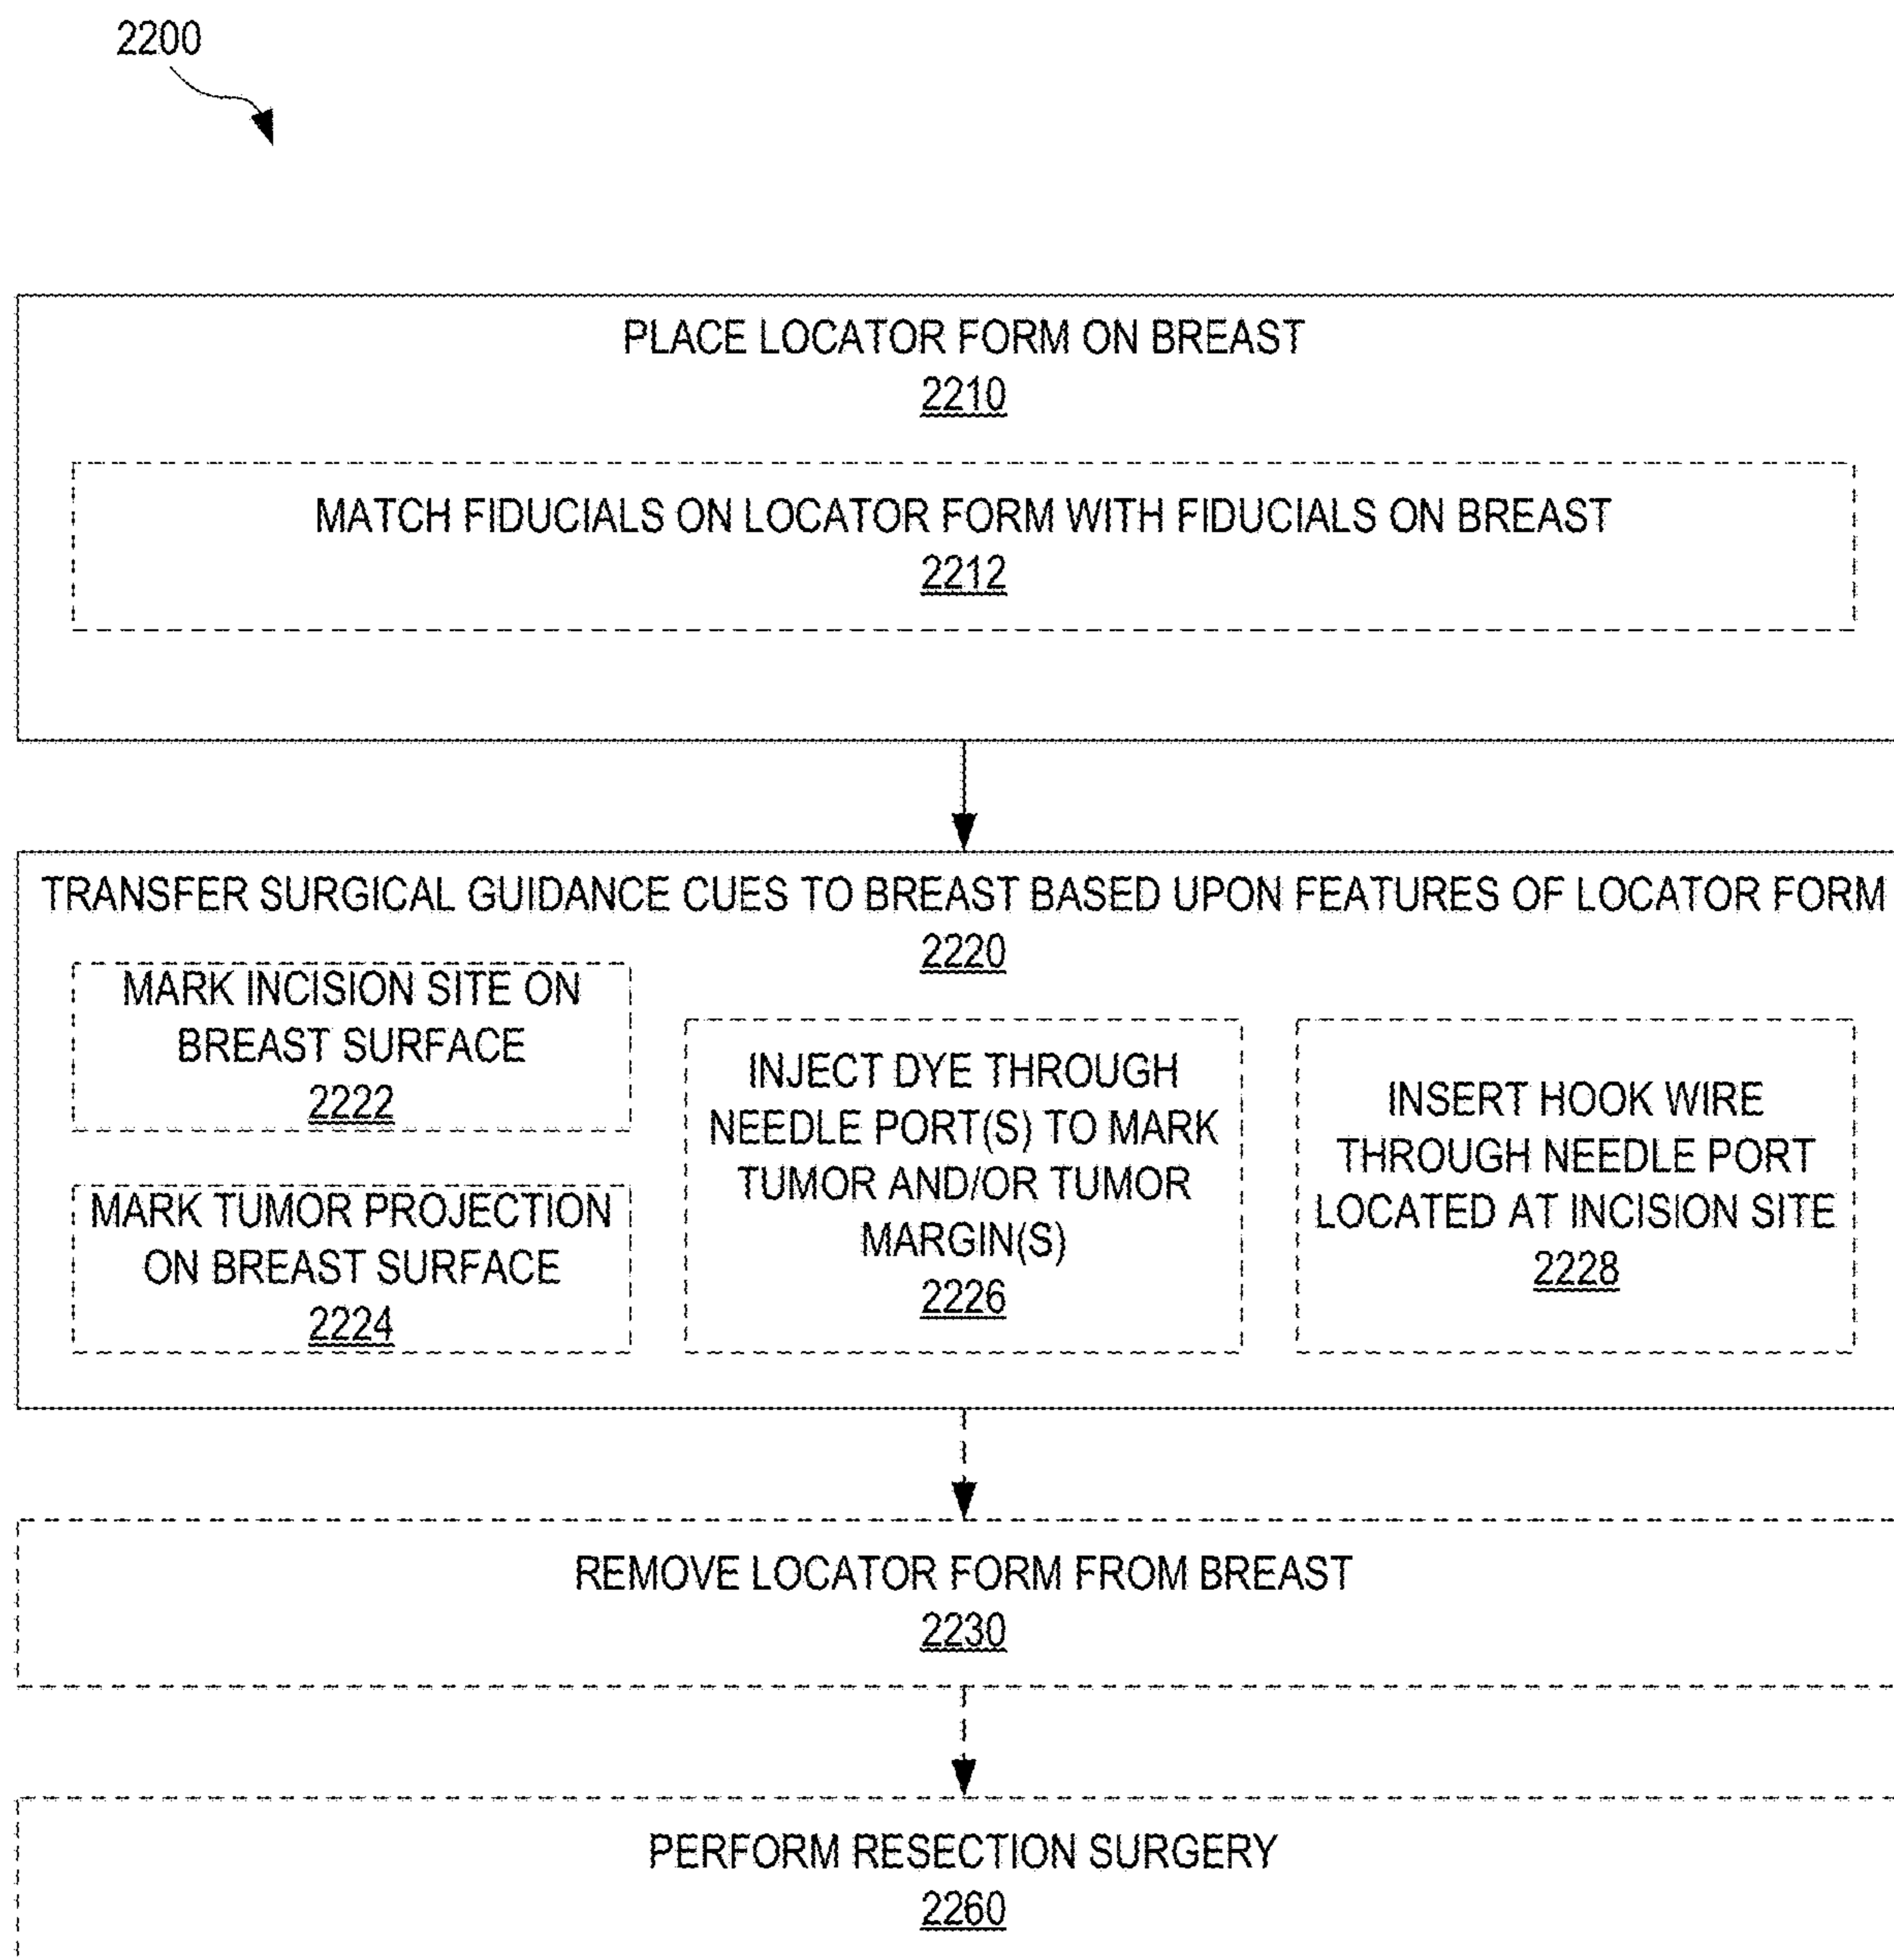 2200
PLACE LOCATOR FORM ON BREAST
2210
MATCH FIDUCIALS ON LOCATOR FORM WITH FIDUCIALS ON BREAST
2212
TRANSFER SURGICAL GUIDANCE CUES TO BREAST BASED UPON FEATURES OF LOCATOR FORM
2220
MARK INCISION SITE ON
BREAST SURFACE
2222
MARK TUMOR PROJECTION
ON BREAST SURFACE
2224
INJECT DYE THROUGH
NEEDLE PORT(S) TO MARK
TUMOR AND/OR TUMOR
MARGIN(S)
2226
INSERT HOOK WIRE
THROUGH NEEDLE PORT
LOCATED AT INCISION SITE
2228
REMOVE LOCATOR FORM FROM BREAST
2230
PERFORM RESECTION SURGERY
2260